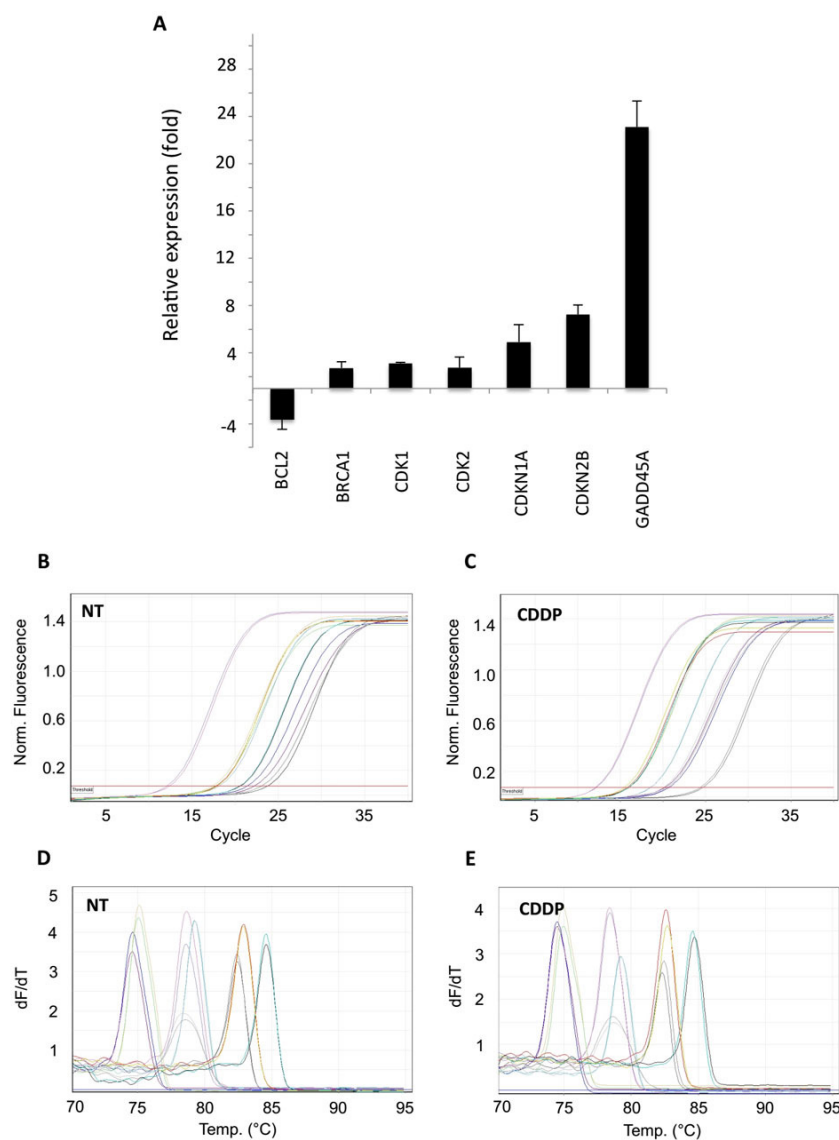 A
Relative expression (fold)
28
24
20
16
12
8
4
-4
BCL2
BRCA1
CDK1
CDK2
CDKN1A
CDKN2B
GADD45A
B
NT
Norm. Fluorescence
1.4
1.0
0.6
0.2
Threshold
5
15
25
35
Cycle
C
CDDP
Norm. Fluorescence
1.4
1.0
0.6
0.2
Threshold
5
15
25
35
Cycle
D
NT
dF/dT
5
4
3
2
1
70
75
80
85
90
95
Temp. (°C)
E
CDDP
dF/dT
4
3
2
1
70
75
80
85
90
95
Temp. (°C)